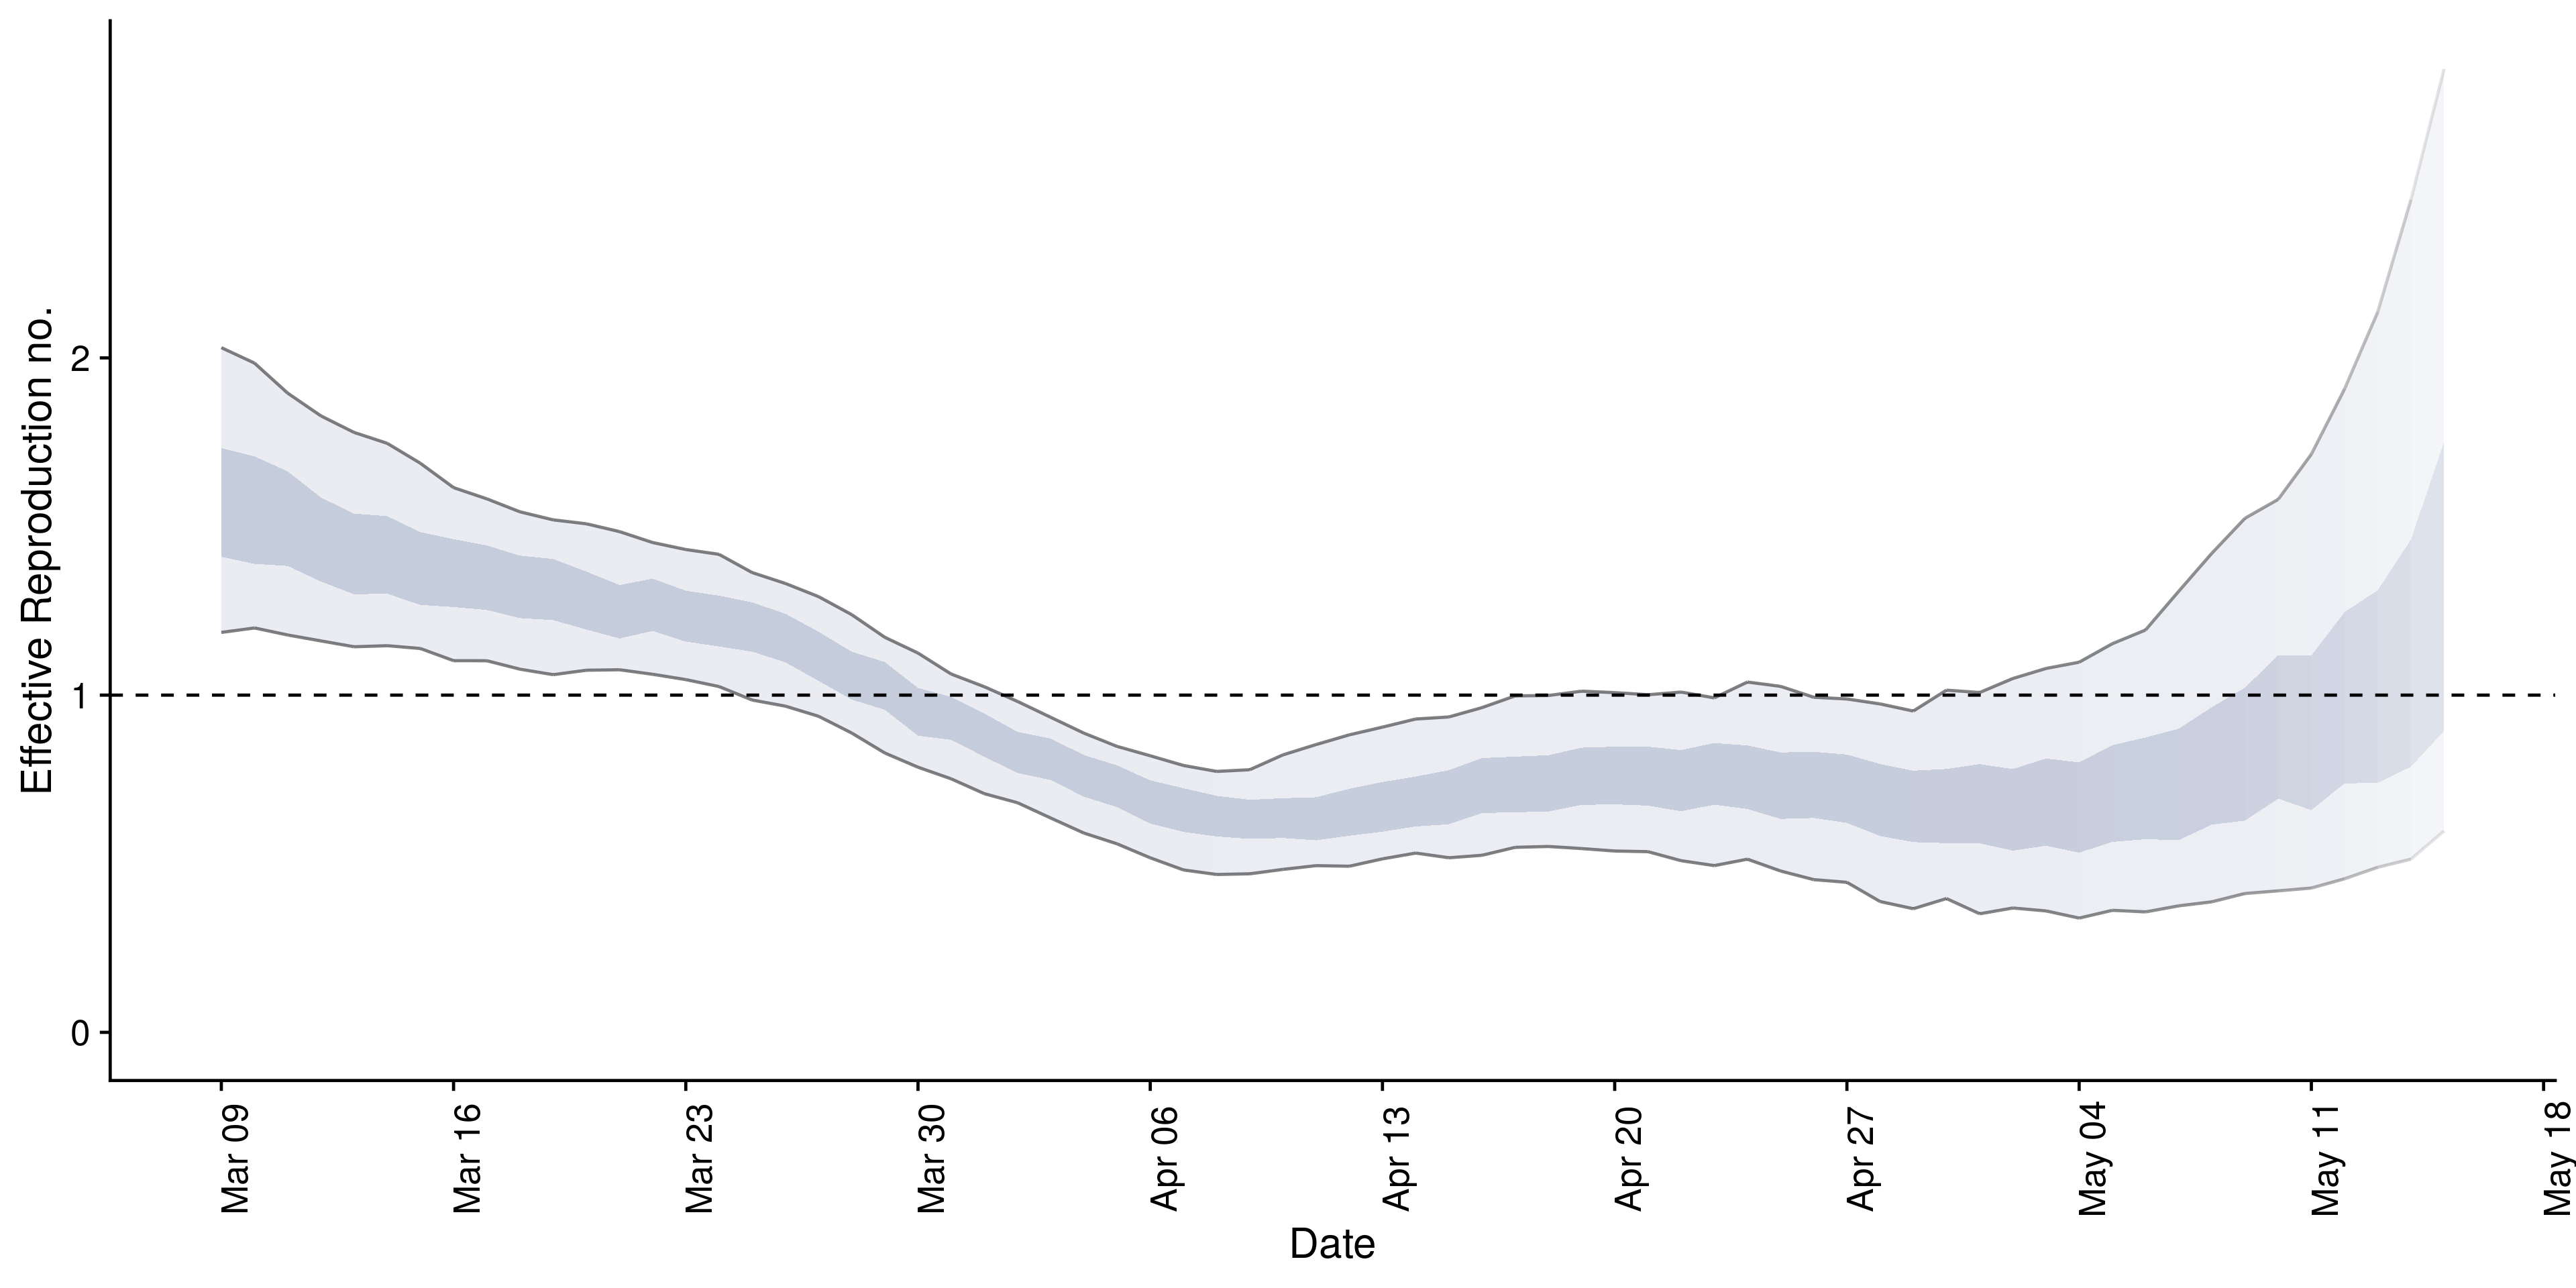 Effective Reproduction no.
2
1
0
Mar 09
Mar 16
Mar 23
Mar 30
Apr 06
Apr 13
Apr 20
Apr 27
May 04
May 11
May 18
Date